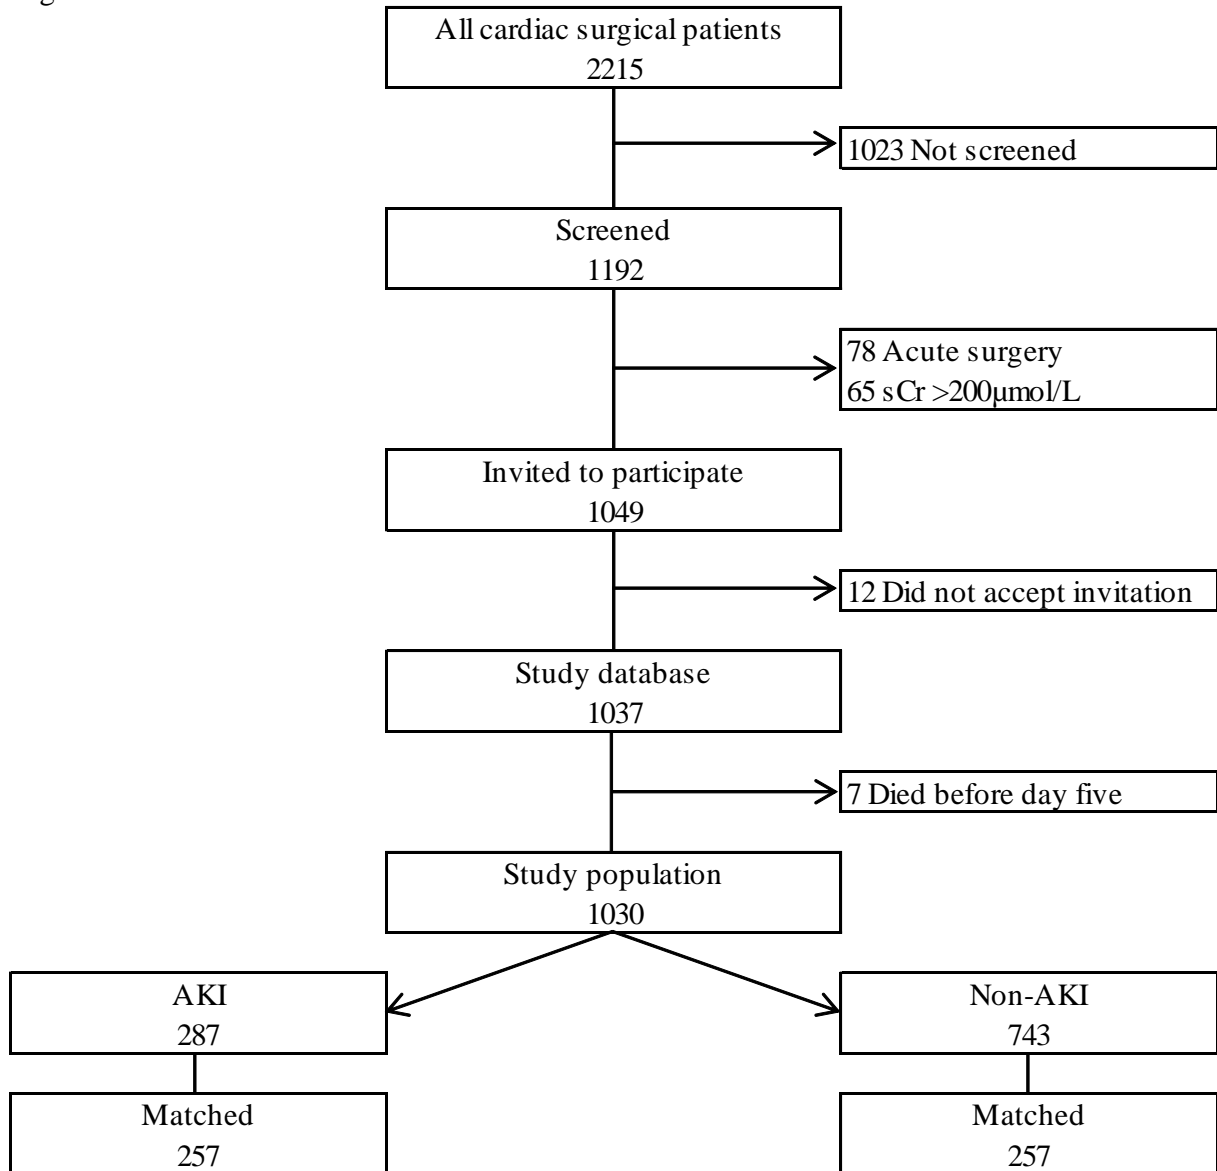 All cardiac surgical patients
2215
1023 Not screened
Screened
1192
78 Acute surgery
65 sCr >200µmol/L
Invited to participate
1049
12 Did not accept invitation
Study database
1037
7 Died before day five
Study population
1030
AKI
287
Non-AKI
743
Matched
257
Matched
257